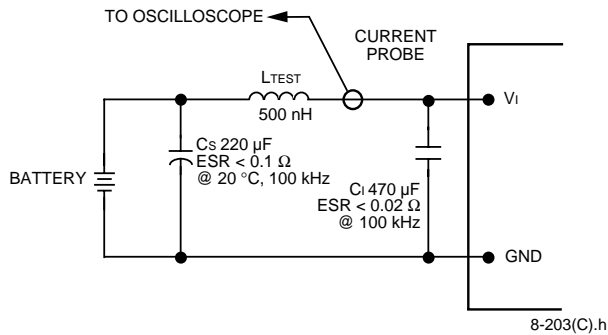 TO OSCILLOSCOPE
CURRENT
PROBE
LTEST
500 nH
VI
CS 220 µF
ESR < 0.1 Ω
@ 20 °C, 100 kHz
BATTERY
CI 470 µF
ESR < 0.02 Ω
@ 100 kHz
GND
8-203(C).h